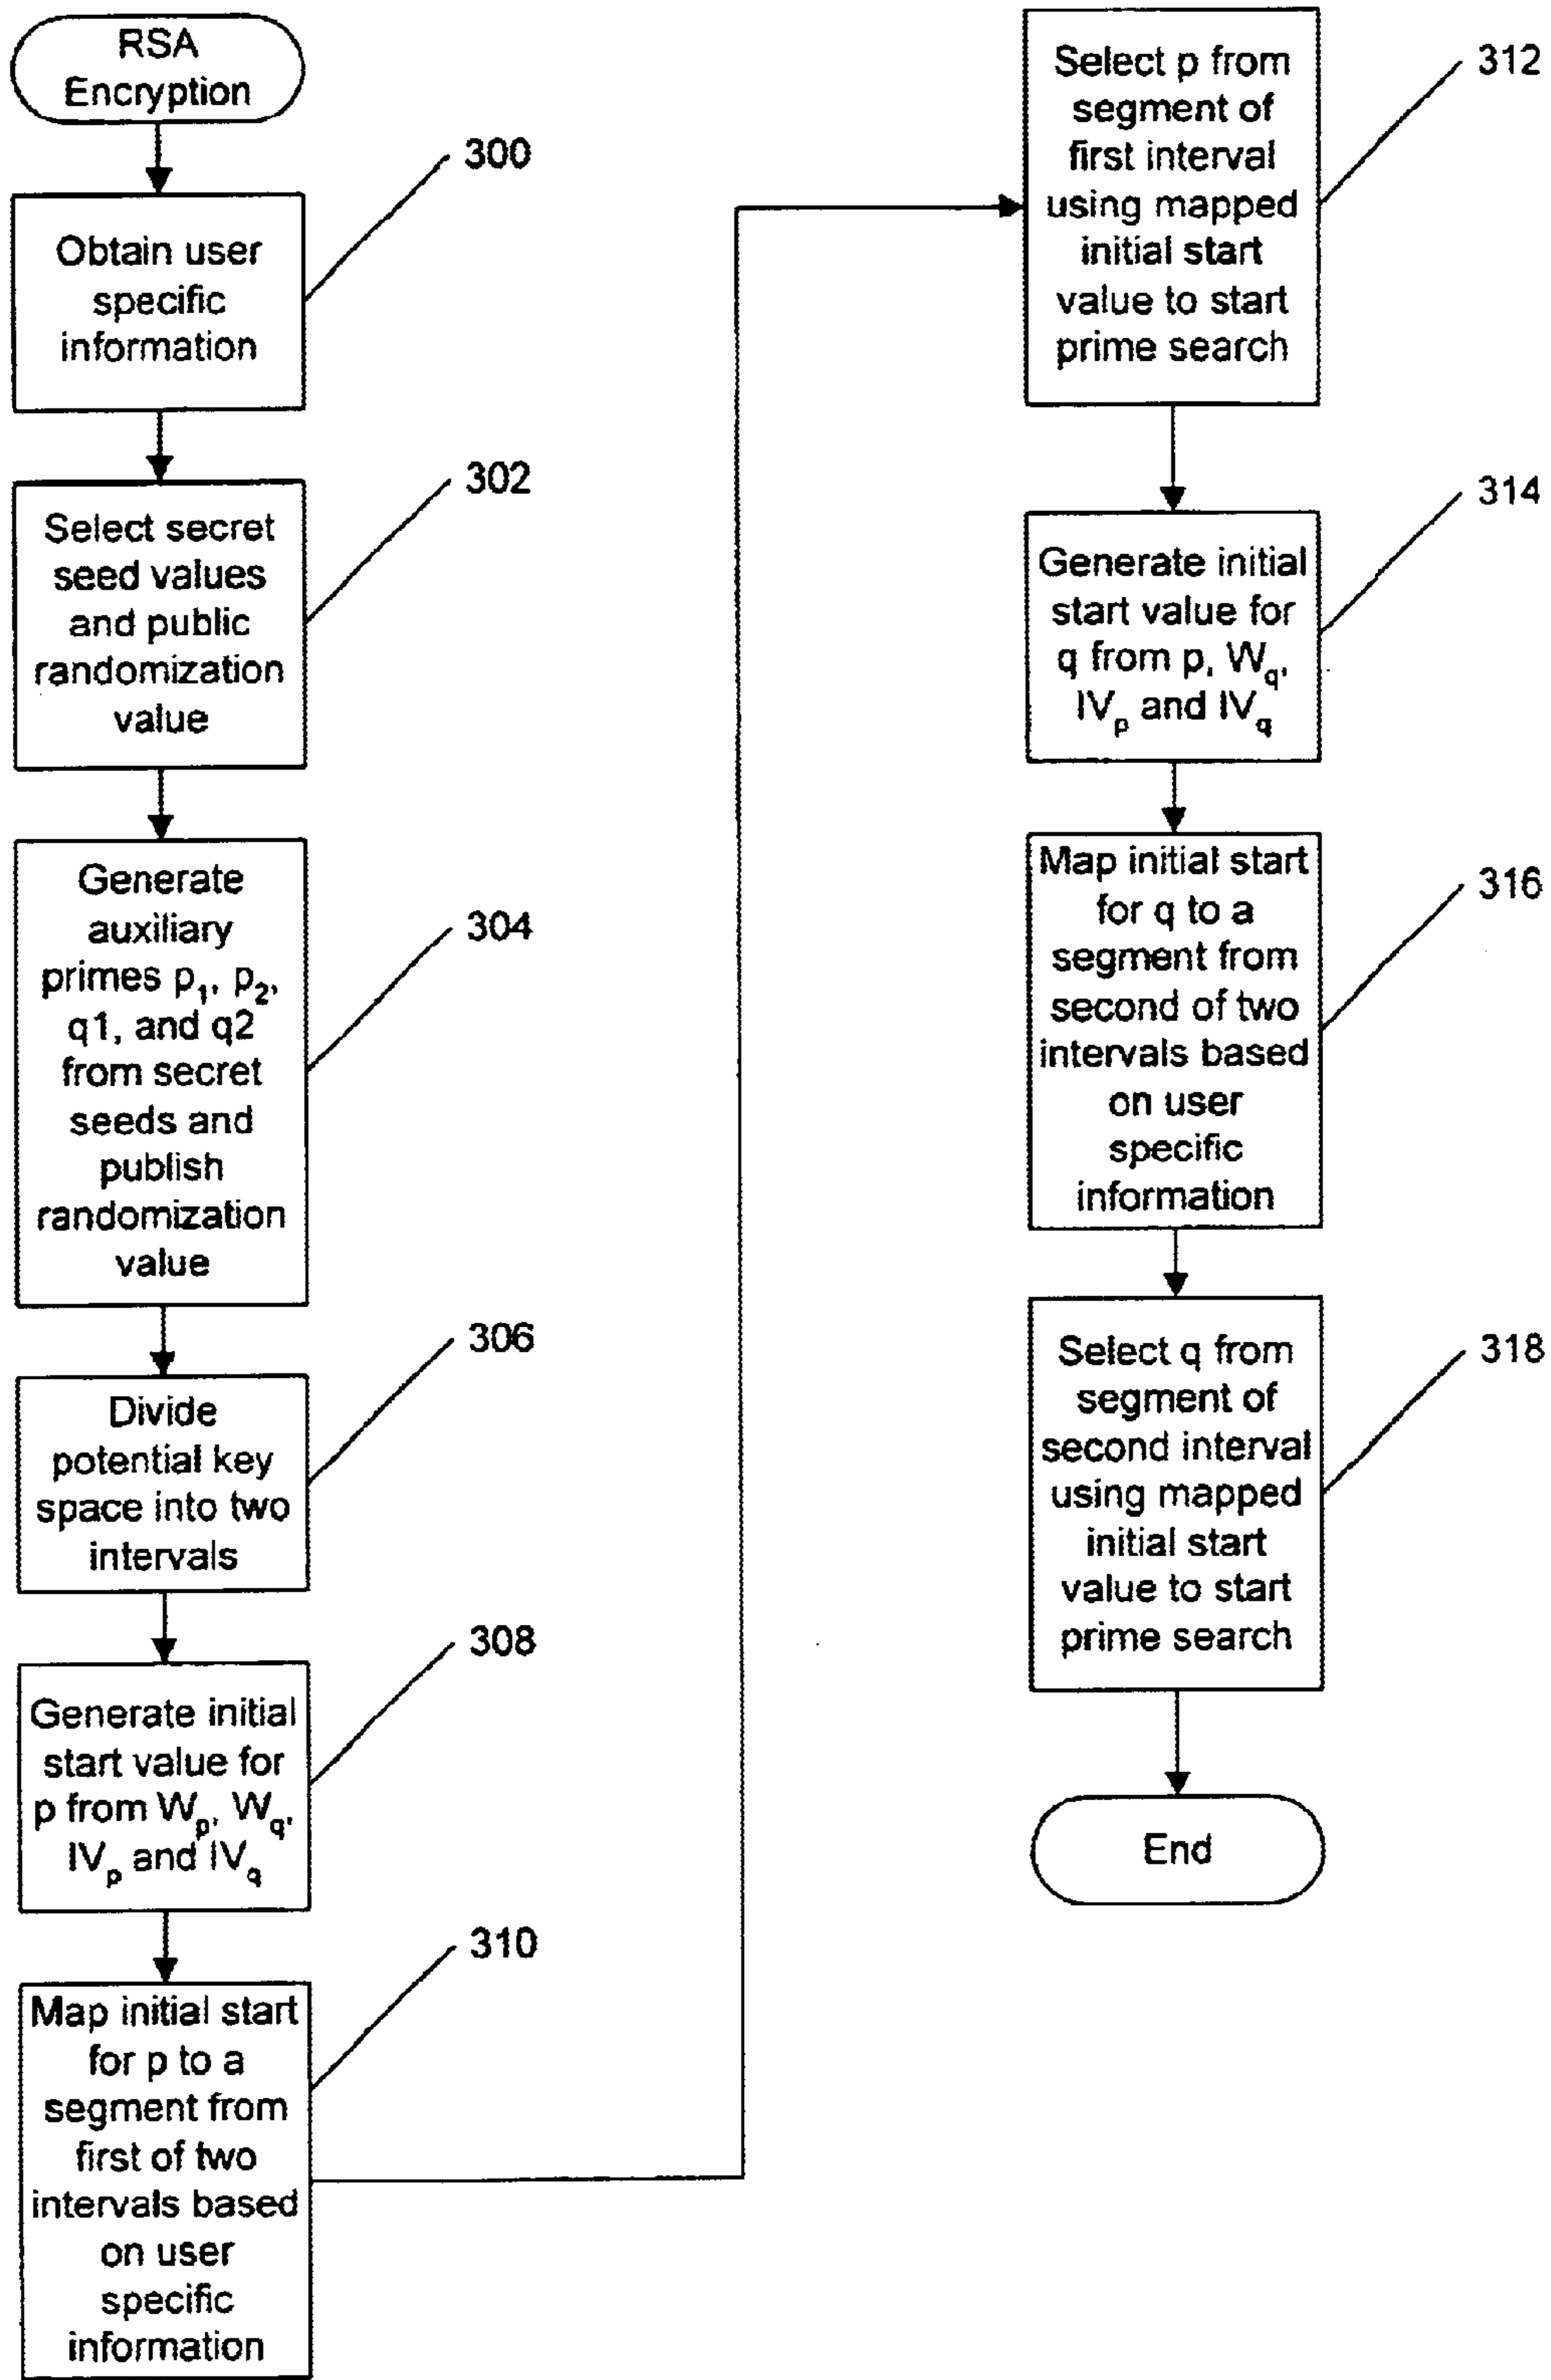 RSA
Encryption
300
Obtain user
specific
information
302
Select secret
seed values
and public
randomization
value
304
Generate
auxiliary
primes p₁, p₂,
q1, and q2
from secret
seeds and
publish
randomization
value
306
Divide
potential key
space into two
intervals
308
Generate initial
start value for
p from Wₚ, W_q,
IVₚ and IV_q
310
Map initial start
for p to a
segment from
first of two
intervals based
on user
specific
information
312
Select p from
segment of
first interval
using mapped
initial start
value to start
prime search
314
Generate initial
start value for
q from p, W_q,
IVₚ and IV_q
316
Map initial start
for q to a
segment from
second of two
intervals based
on user
specific
information
318
Select q from
segment of
second interval
using mapped
initial start
value to start
prime search
End